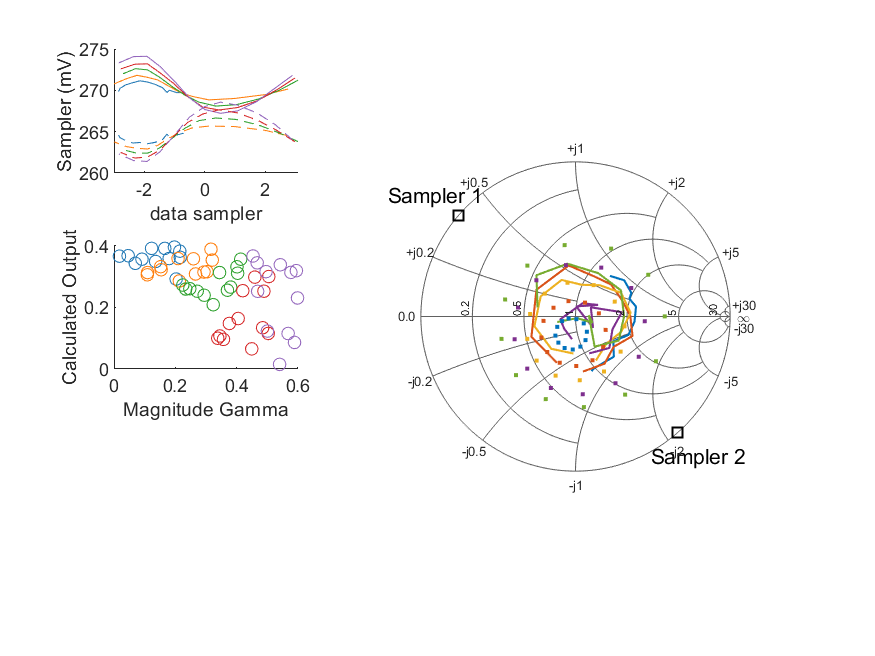 275
270
265
260
Sampler (mV)
-2
0
2
data sampler
0.4
0.2
0
Calculated Output
0
0.2
0.4
0.6
Magnitude Gamma
+j1
+j0.5
+j2
Sampler 1
+j0.2
+j5
0.0
0.2
0.5
1
2
5
10
30
+j30
∞
-j30
-j0.2
-j5
-j0.5
-j2
Sampler 2
-j1